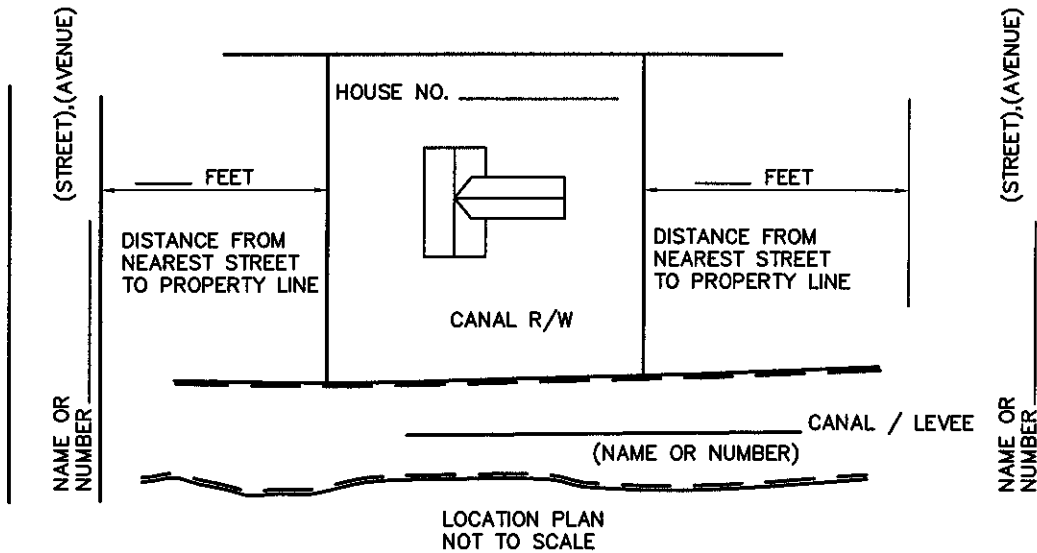 (STREET),(AVENUE)
NAME OR
NUMBER
HOUSE NO.
FEET
DISTANCE FROM
NEAREST STREET
TO PROPERTY LINE
FEET
DISTANCE FROM
NEAREST STREET
TO PROPERTY LINE
CANAL R/W
CANAL / LEVEE
(NAME OR NUMBER)
(STREET),(AVENUE)
NAME OR
NUMBER
LOCATION PLAN
NOT TO SCALE